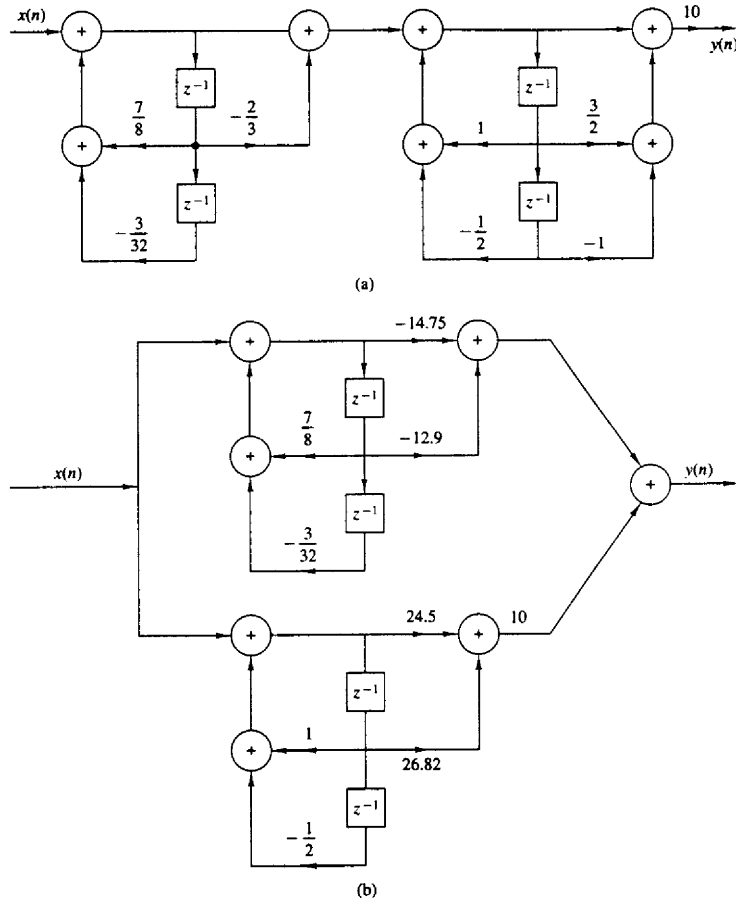 x(n) + + + + 10
y(n)
z⁻¹ z⁻¹
+ 7/8 −2/3 + 1 3/2 +
z⁻¹ z⁻¹
−3/32 −1/2 −1
(a)
+ −14.75 +
z⁻¹
+ 7/8 −12.9
x(n) + y(n)
z⁻¹
−3/32
+ 24.5 + 10
z⁻¹
+ 1 26.82
z⁻¹
−1/2
(b)